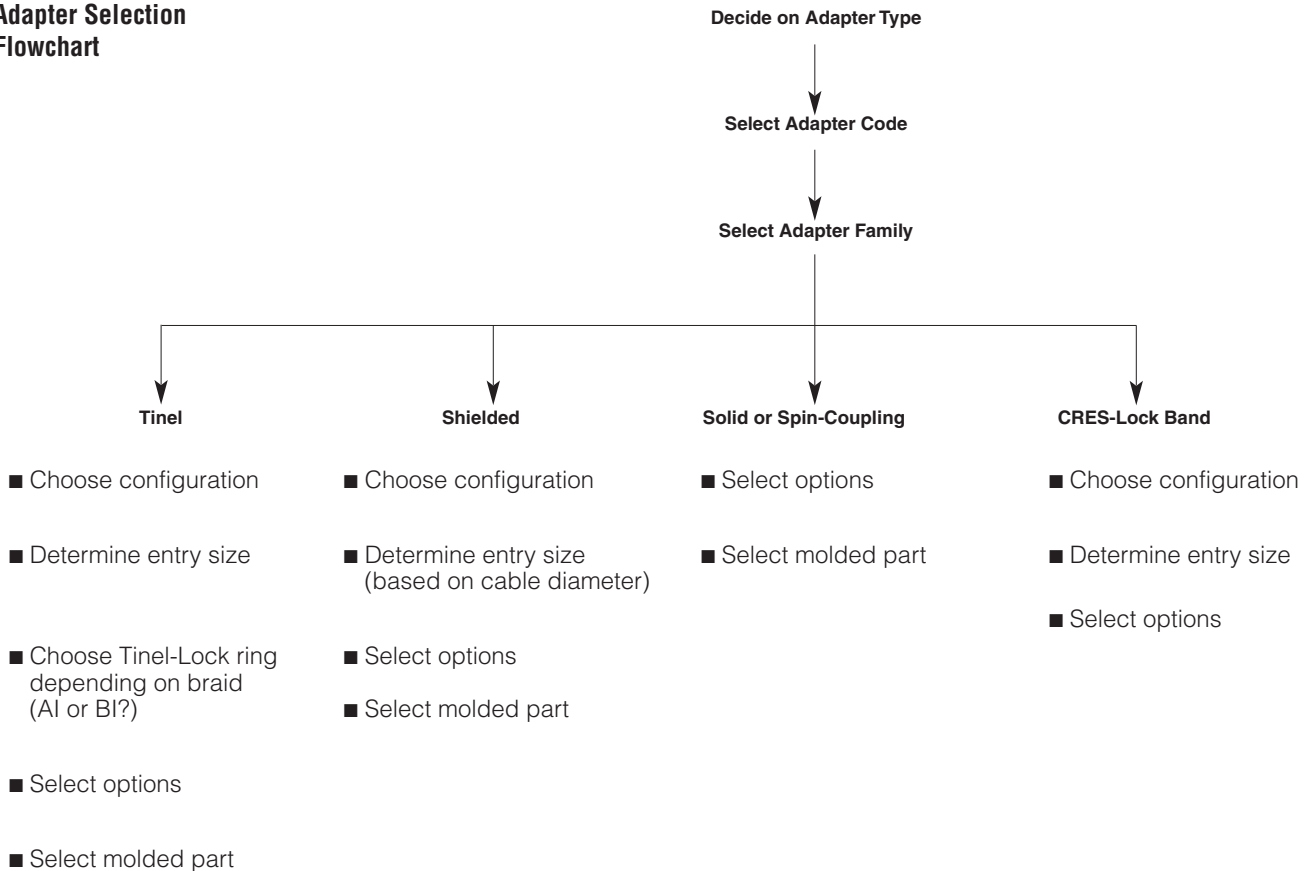 Adapter Selection
Flowchart
Decide on Adapter Type
Select Adapter Code
Select Adapter Family
Tinel
■ Choose configuration
■ Determine entry size
■ Choose Tinel-Lock ring
depending on braid
(AI or BI?)
■ Select options
■ Select molded part
Shielded
■ Choose configuration
■ Determine entry size
(based on cable diameter)
■ Select options
■ Select molded part
Solid or Spin-Coupling
■ Select options
■ Select molded part
CRES-Lock Band
■ Choose configuration
■ Determine entry size
■ Select options